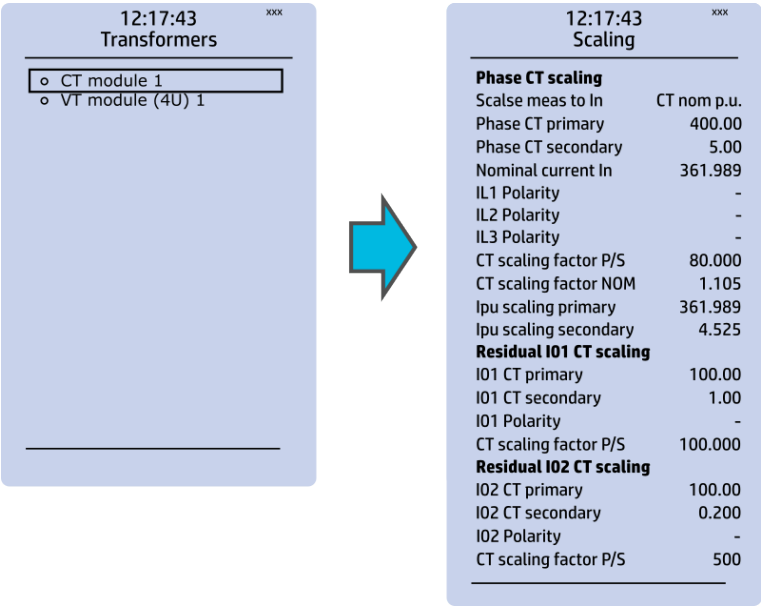 12:17:43 xxx
Transformers
CT module 1
VT module (4U) 1
12:17:43 xxx
Scaling
Phase CT scaling
Scalse meas to In CT nom p.u.
Phase CT primary 400.00
Phase CT secondary 5.00
Nominal current In 361.989
IL1 Polarity -
IL2 Polarity -
IL3 Polarity -
CT scaling factor P/S 80.000
CT scaling factor NOM 1.105
Ipu scaling primary 361.989
Ipu scaling secondary 4.525
Residual I01 CT scaling
I01 CT primary 100.00
I01 CT secondary 1.00
I01 Polarity -
CT scaling factor P/S 100.000
Residual I02 CT scaling
I02 CT primary 100.00
I02 CT secondary 0.200
I02 Polarity -
CT scaling factor P/S 500